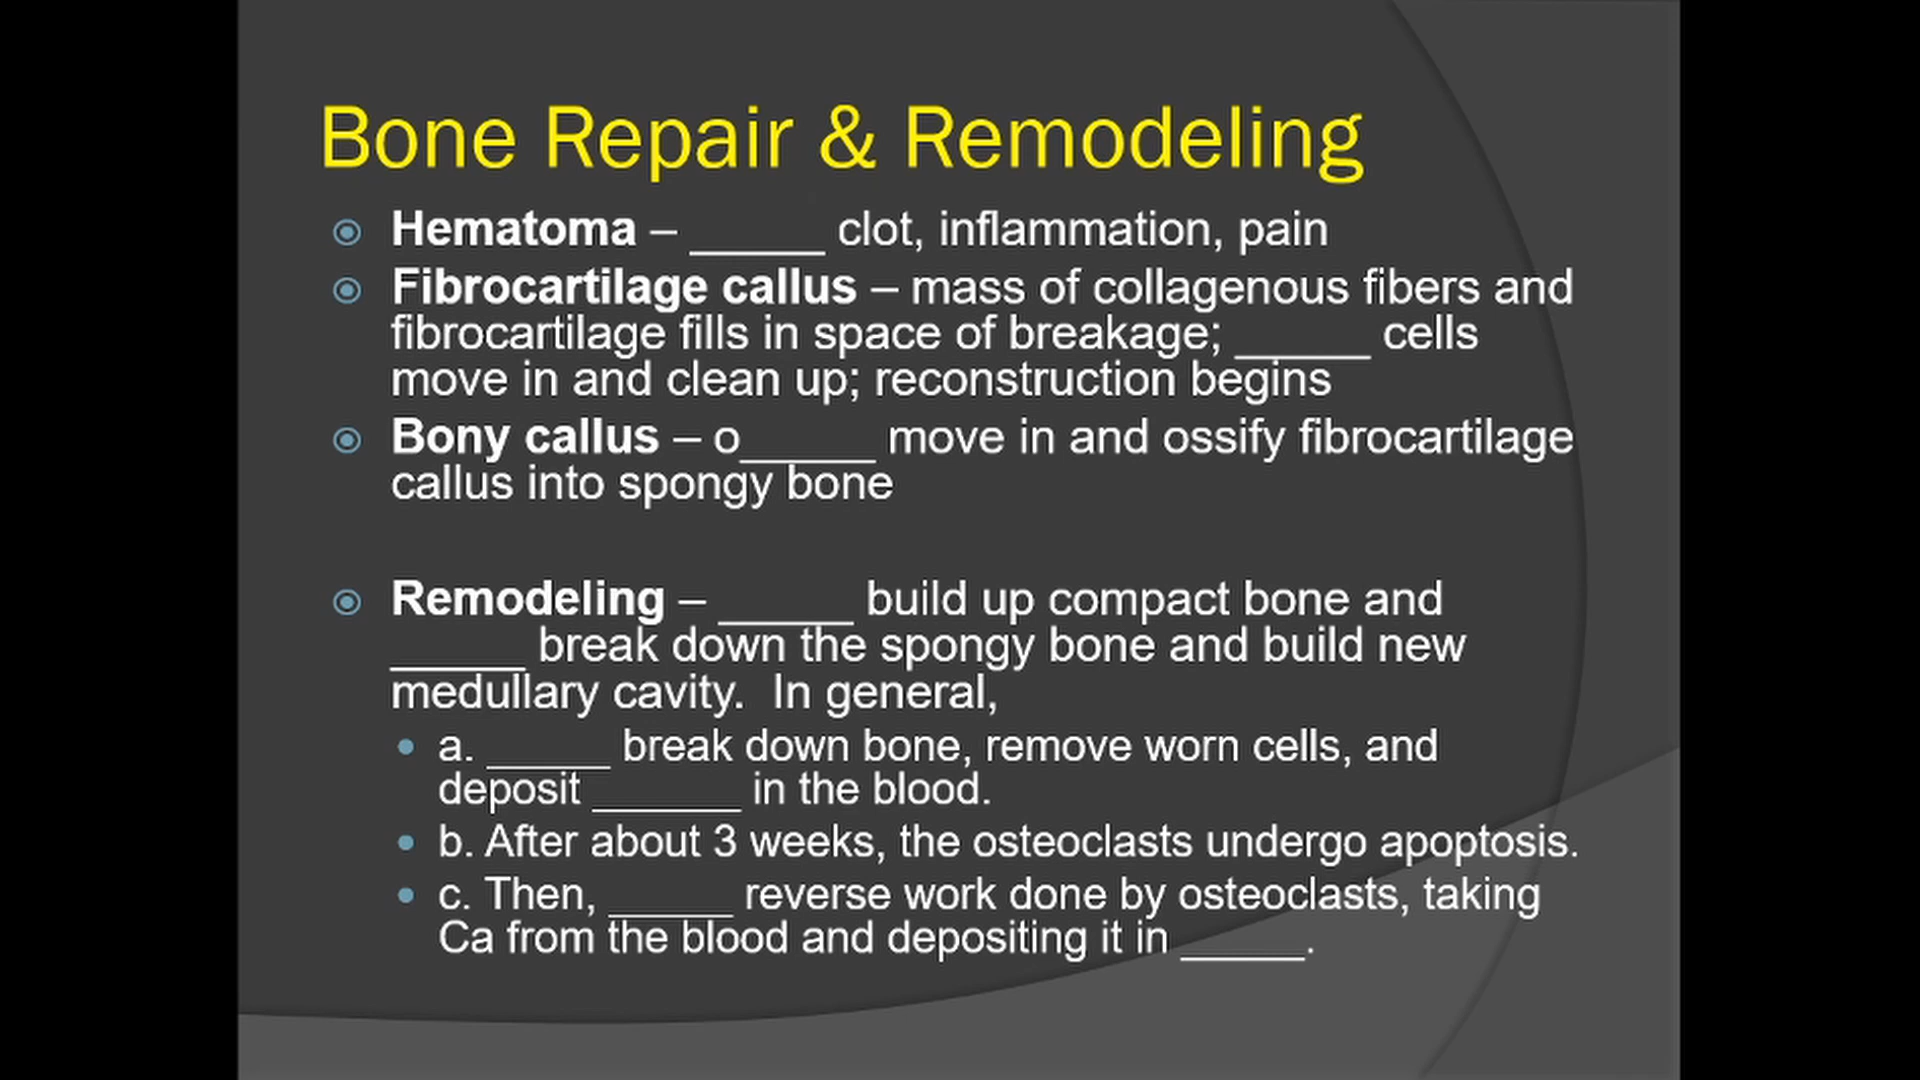 Bone Repair & Remodeling
Hematoma – _____ clot, inflammation, pain
Fibrocartilage callus – mass of collagenous fibers and
fibrocartilage fills in space of breakage; _____ cells
move in and clean up; reconstruction begins
Bony callus – o_____ move in and ossify fibrocartilage
callus into spongy bone
Remodeling – _____ build up compact bone and
_____ break down the spongy bone and build new
medullary cavity. In general,
a. _____ break down bone, remove worn cells, and
deposit ______ in the blood.
b. After about 3 weeks, the osteoclasts undergo apoptosis.
c. Then, _____ reverse work done by osteoclasts, taking
Ca from the blood and depositing it in _____.